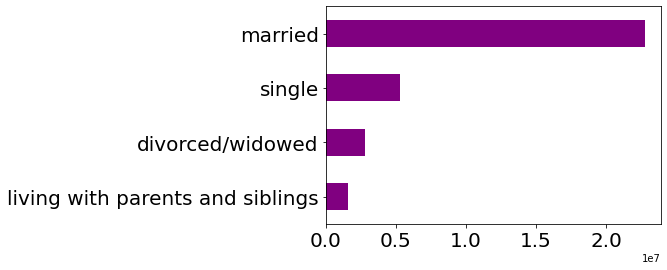 married
single
divorced/widowed
living with parents and siblings
0.0 0.5 1.0 1.5 2.0
1e7